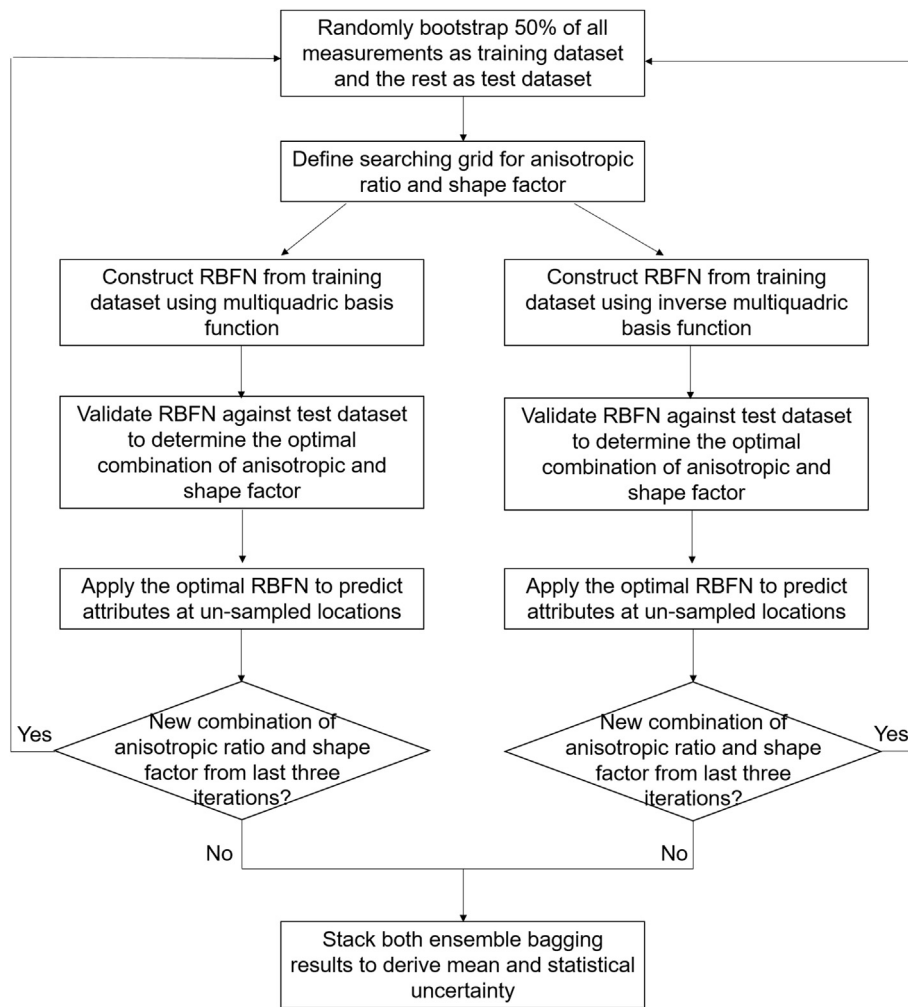 Randomly bootstrap 50% of all
measurements as training dataset
and the rest as test dataset
Define searching grid for anisotropic
ratio and shape factor
Construct RBFN from training
dataset using multiquadric basis
function
Construct RBFN from training
dataset using inverse multiquadric
basis function
Validate RBFN against test dataset
to determine the optimal
combination of anisotropic and
shape factor
Validate RBFN against test dataset
to determine the optimal
combination of anisotropic and
shape factor
Apply the optimal RBFN to predict
attributes at un-sampled locations
Apply the optimal RBFN to predict
attributes at un-sampled locations
Yes
New combination of
anisotropic ratio and shape
factor from last three
iterations?
New combination of
anisotropic ratio and shape
factor from last three
iterations?
Yes
No
No
Stack both ensemble bagging
results to derive mean and statistical
uncertainty